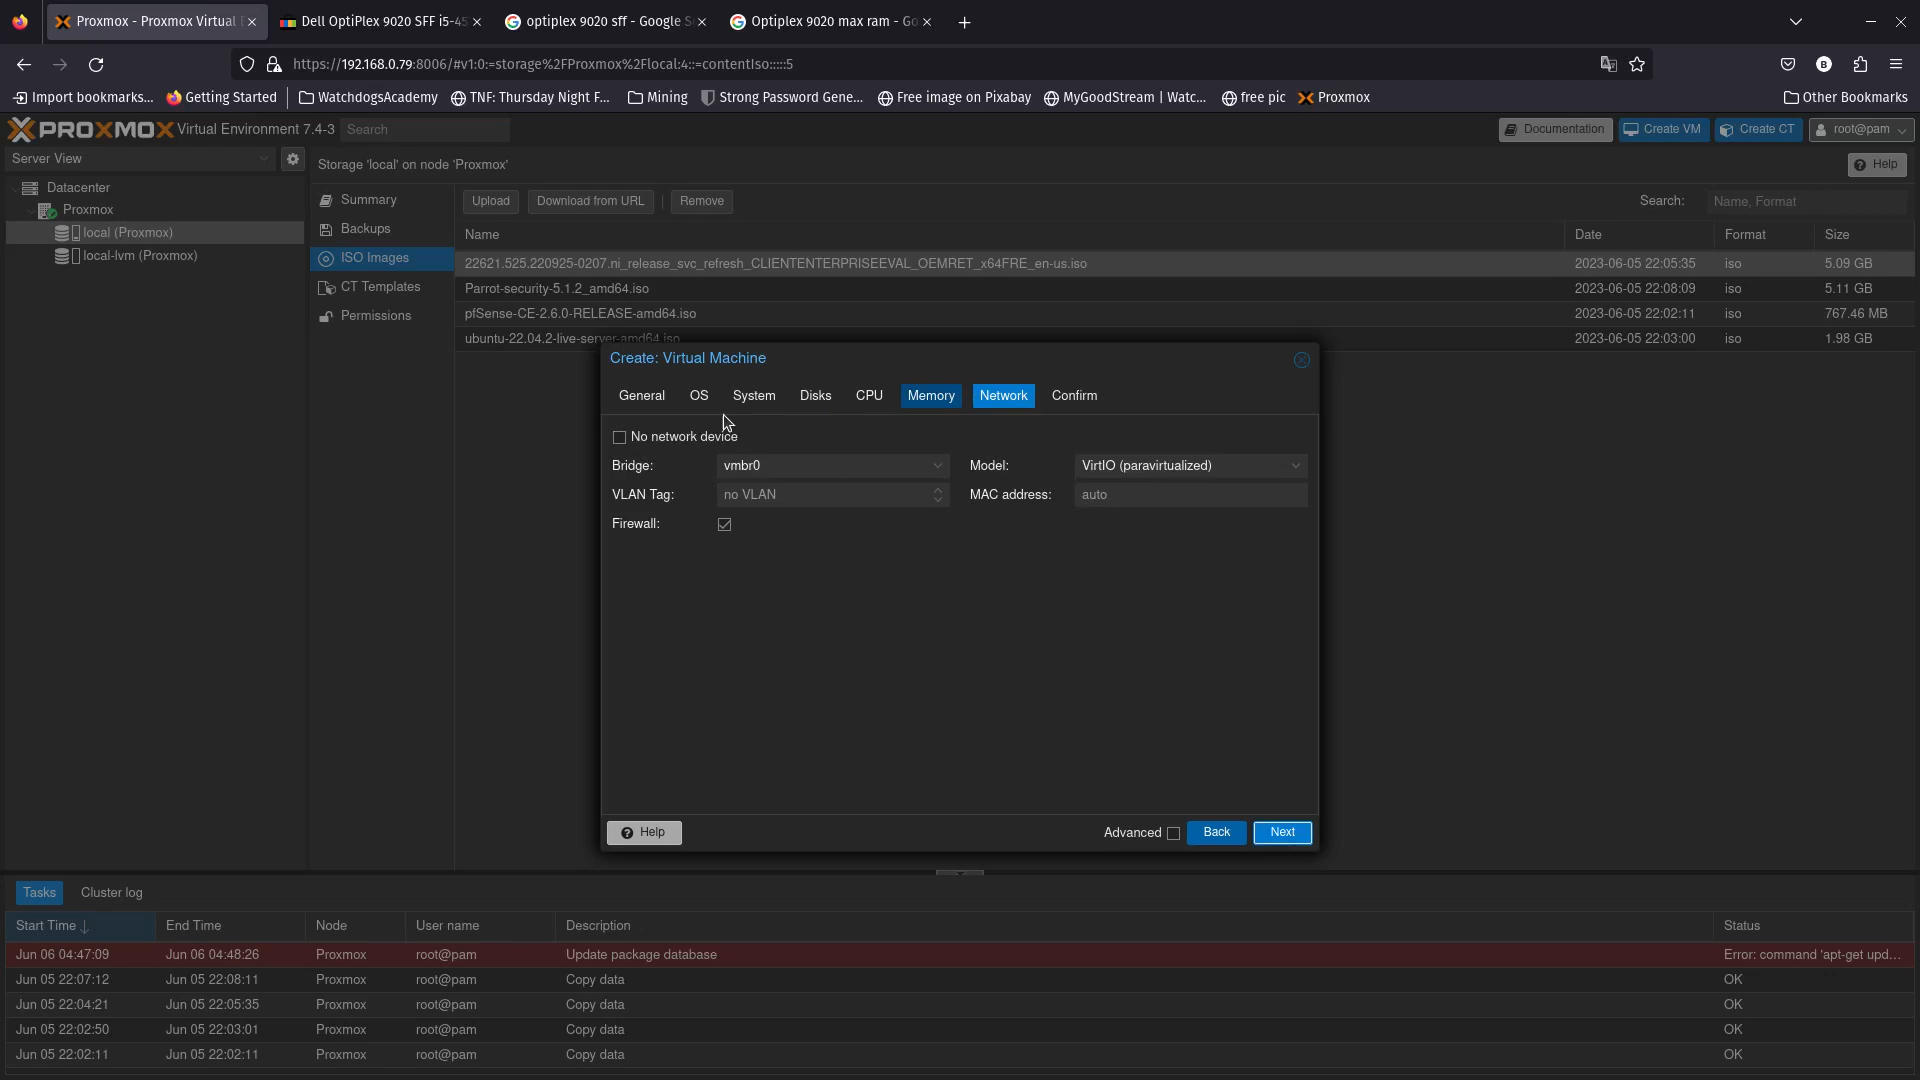 Proxmox - Proxmox Virtual
Dell OptiPlex 9020 SFF i5-45
optiplex 9020 sff - Google S
Optiplex 9020 max ram - Go
https://192.168.0.79:8006/#v1:0:=storage%2FProxmox%2Flocal:4::=contentIso:::::5
B
Import bookmarks...
Getting Started
WatchdogsAcademy
TNF: Thursday Night F...
Mining
Strong Password Gene...
Free image on Pixabay
MyGoodStream | Watc...
free pic
Proxmox
Other Bookmarks
PROXMOX Virtual Environment 7.4-3
Search
Documentation
Create VM
Create CT
root@pam
Server View
Storage 'local' on node 'Proxmox'
Help
Datacenter
Proxmox
local (Proxmox)
local-lvm (Proxmox)
Summary
Backups
ISO Images
CT Templates
Permissions
Upload
Download from URL
Remove
Search:
Name, Format
Name Date Format Size
22621.525.220925-0207.ni_release_svc_refresh_CLIENTENTERPRISEEVAL_OEMRET_x64FRE_en-us.iso 2023-06-05 22:05:35 iso 5.09 GB
Parrot-security-5.1.2_amd64.iso 2023-06-05 22:08:09 iso 5.11 GB
pfSense-CE-2.6.0-RELEASE-amd64.iso 2023-06-05 22:02:11 iso 767.46 MB
ubuntu-22.04.2-live-server-amd64.iso 2023-06-05 22:03:00 iso 1.98 GB
Create: Virtual Machine
General OS System Disks CPU Memory Network Confirm
No network device
Bridge: vmbr0 Model: VirtIO (paravirtualized)
VLAN Tag: no VLAN MAC address: auto
Firewall:
Help
Advanced
Back
Next
Tasks
Cluster log
Start Time End Time Node User name Description Status
Jun 06 04:47:09 Jun 06 04:48:26 Proxmox root@pam Update package database Error: command 'apt-get upd...
Jun 05 22:07:12 Jun 05 22:08:11 Proxmox root@pam Copy data OK
Jun 05 22:04:21 Jun 05 22:05:35 Proxmox root@pam Copy data OK
Jun 05 22:02:50 Jun 05 22:03:01 Proxmox root@pam Copy data OK
Jun 05 22:02:11 Jun 05 22:02:11 Proxmox root@pam Copy data OK